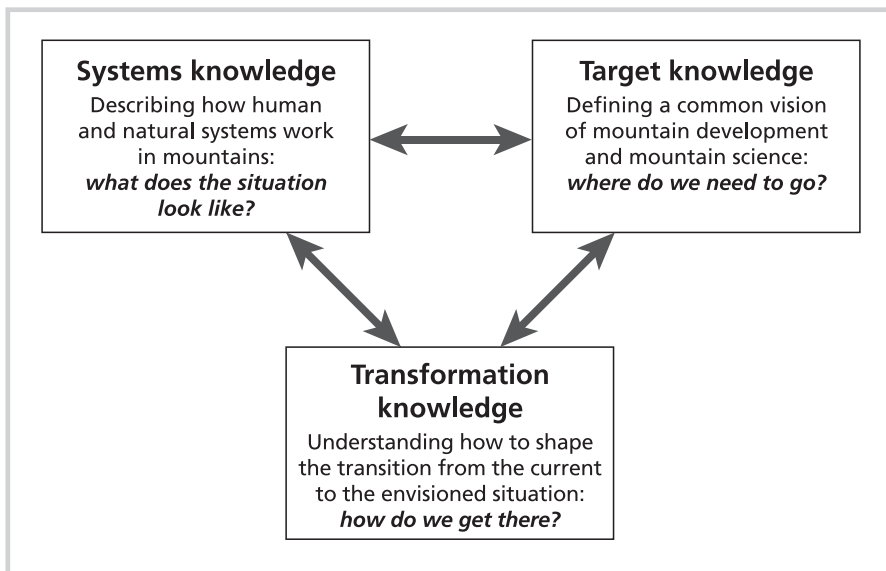 Systems knowledge
Describing how human
and natural systems work
in mountains:
what does the situation
look like?
Target knowledge
Defining a common vision
of mountain development
and mountain science:
where do we need to go?
Transformation
knowledge
Understanding how to shape
the transition from the current
to the envisioned situation:
how do we get there?